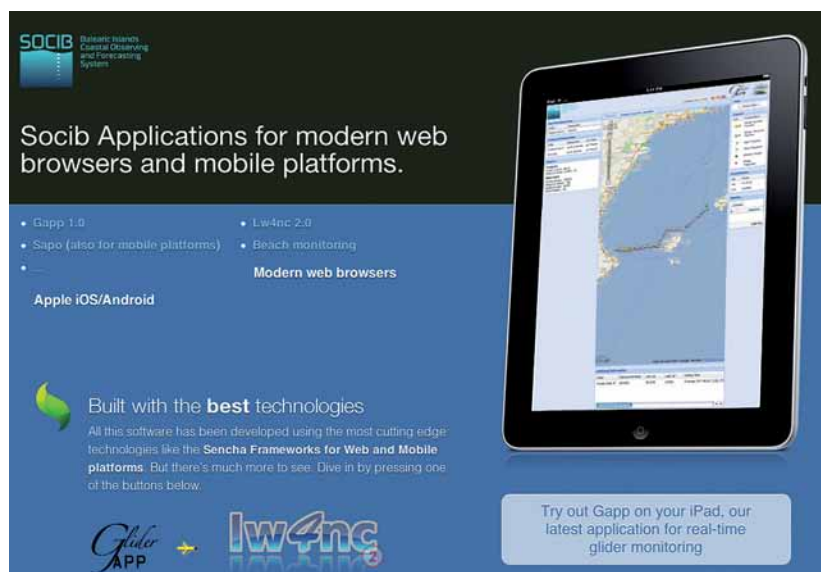 SOCIB
Balearic Islands
Coastal Observing
and Forecasting
System
Socib Applications for modern web
browsers and mobile platforms.
• Gapp 1.0
• Sapo (also for mobile platforms)
• ...
Apple iOS/Android
• Lw4nc 2.0
• Beach monitoring
Modern web browsers
Built with the best technologies
All this software has been developed using the most cutting edge
technologies like the Sencha Frameworks for Web and Mobile
platforms. But there's much more to see. Dive in by pressing one
of the buttons below.
Glider
APP
lw4nc
2
Try out Gapp on your iPad, our
latest application for real-time
glider monitoring